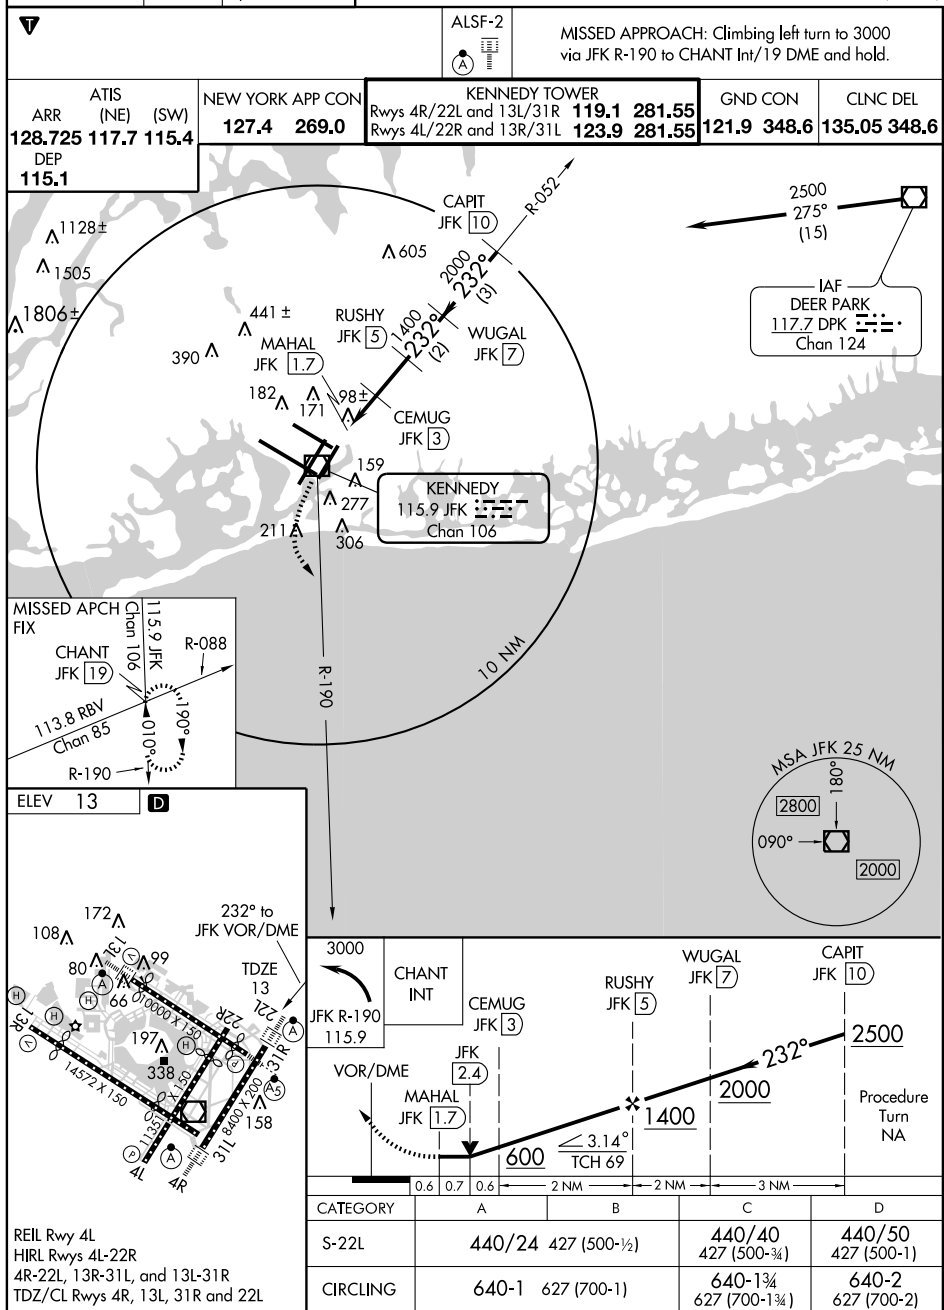 ALSF-2
A
MISSED APPROACH: Climbing left turn to 3000
via JFK R-190 to CHANT Int/19 DME and hold.
T
ATIS
ARR (NE) (SW)
128.725 117.7 115.4
DEP
115.1
NEW YORK APP CON
127.4 269.0
KENNEDY TOWER
Rwys 4R/22L and 13L/31R 119.1 281.55
Rwys 4L/22R and 13R/31L 123.9 281.55
GND CON
121.9 348.6
CLNC DEL
135.05 348.6
CAPIT
JFK 10
R-052
2500
275°
(15)
IAF
DEER PARK
117.7 DPK
Chan 124
1128±
1505
1806±
605
2000
232°
(3)
441±
RUSHY
JFK 5
1400
232°
(2)
WUGAL
JFK 7
390
MAHAL
JFK 1.7
182
171
98±
CEMUG
JFK 3
159
277
211
306
KENNEDY
115.9 JFK
Chan 106
R-190
10 NM
MISSED APCH
FIX
Chan 106
115.9 JFK
CHANT
JFK 19
R-088
113.8 RBV
Chan 85
010°
190°
R-190
MSA JFK 25 NM
180°
2800
090°
2000
ELEV 13
D
172
108
80
99
66
232° to
JFK VOR/DME
TDZE
13
13L
22L
22R
13R
31R
10000 X 150
197
338
14572 X 150
11351 X 150
8400 X 200
158
31L
4L
4R
H
H
H
V
V
P
P
A
A
A
A5
REIL Rwy 4L
HIRL Rwys 4L-22R
4R-22L, 13R-31L, and 13L-31R
TDZ/CL Rwys 4R, 13L, 31R and 22L
3000
JFK R-190
115.9
CHANT
INT
VOR/DME
MAHAL
JFK 1.7
JFK
2.4
CEMUG
JFK 3
RUSHY
JFK 5
WUGAL
JFK 7
CAPIT
JFK 10
2500
232°
2000
1400
600
3.14°
TCH 69
Procedure
Turn
NA
0.6 0.7 0.6 2 NM 2 NM 3 NM
CATEGORY A B C D
S-22L 440/24 427 (500-½) 440/40 427 (500-¾) 440/50 427 (500-1)
CIRCLING 640-1 627 (700-1) 640-1¾ 627 (700-1¾) 640-2 627 (700-2)